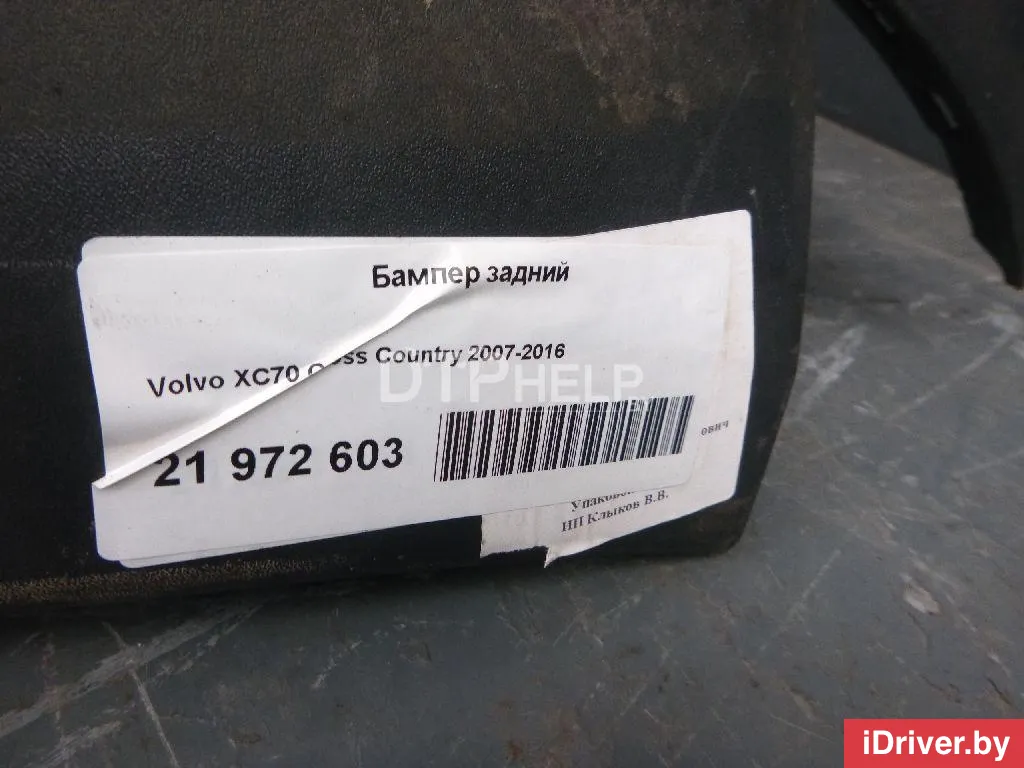 Бампер задний
Volvo XC70 Country 2007-2016
DTPHELP.
21 972 603
ович
ИП Клыков В.В.
iDriver.by